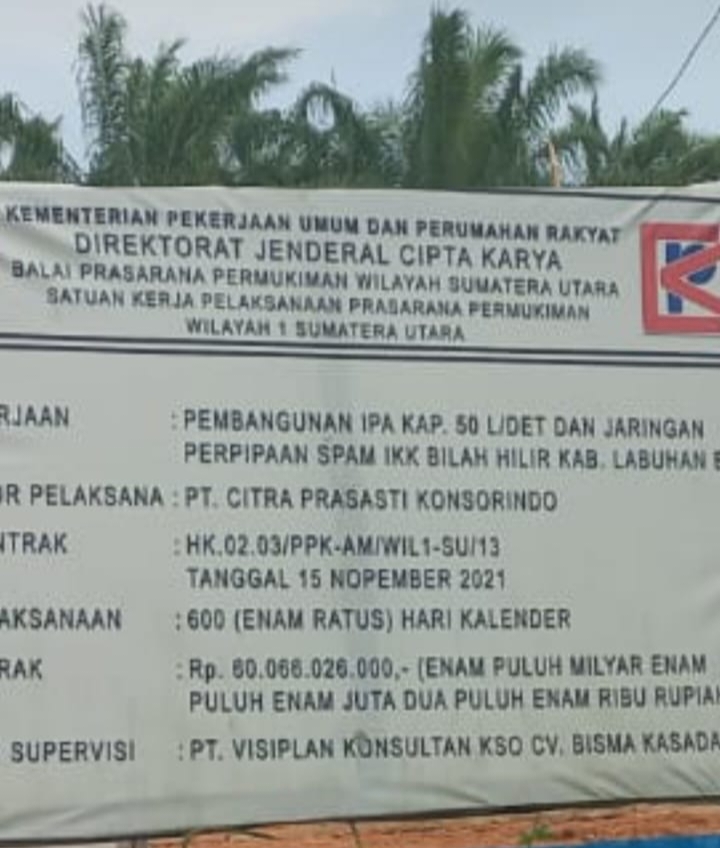 KEMENTERIAN PEKERJAAN UMUM DAN PERUMAHAN RAKYAT
DIREKTORAT JENDERAL CIPTA KARYA
BALAI PRASARANA PERMUKIMAN WILAYAH SUMATERA UTARA
SATUAN KERJA PELAKSANAAN PRASARANA PERMUKIMAN
WILAYAH 1 SUMATERA UTARA
RJAAN : PEMBANGUNAN IPA KAP. 50 L/DET DAN JARINGAN
PERPIPAAN SPAM IKK BILAH HILIR KAB. LABUHAN B
OR PELAKSANA : PT. CITRA PRASASTI KONSORINDO
NTRAK : HK.02.03/PPK-AM/WIL1-SU/13
TANGGAL 15 NOPEMBER 2021
AKSANAAN : 600 (ENAM RATUS) HARI KALENDER
RAK : Rp. 60.066.026.000,- (ENAM PULUH MILYAR ENAM
PULUH ENAM JUTA DUA PULUH ENAM RIBU RUPIAH
SUPERVISI : PT. VISIPLAN KONSULTAN KSO CV. BISMA KASADA